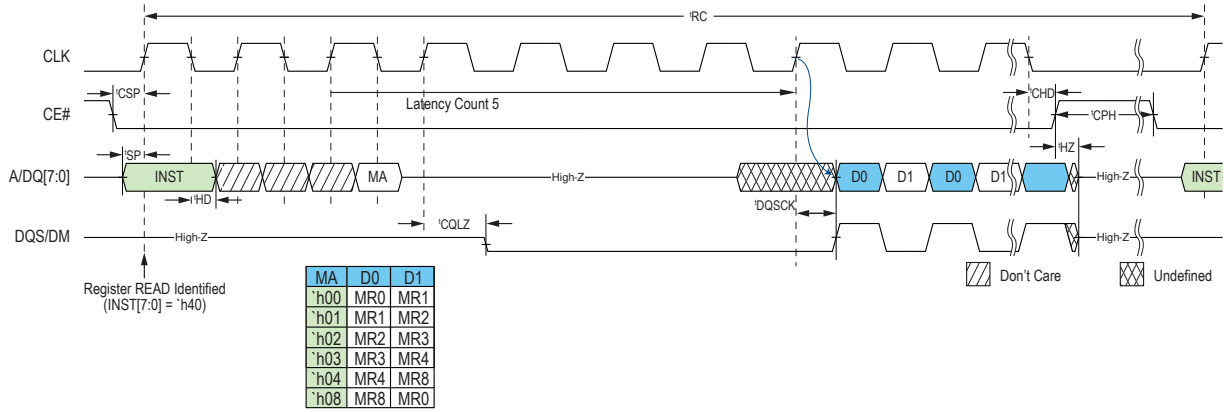 tRC
CLK
tCSP
Latency Count 5
tCHD
CE#
tCPH
tSP
tHZ
A/DQ[7:0]
INST
MA
High-Z
D0
D1
D0
D1
High-Z
INST
tHD
tDQSCK
tCQLZ
DQS/DM
High-Z
High-Z
Register READ Identified
(INST[7:0] = `h40)
Don't Care
Undefined
MA D0 D1
`h00 MR0 MR1
`h01 MR1 MR2
`h02 MR2 MR3
`h03 MR3 MR4
`h04 MR4 MR8
`h08 MR8 MR0